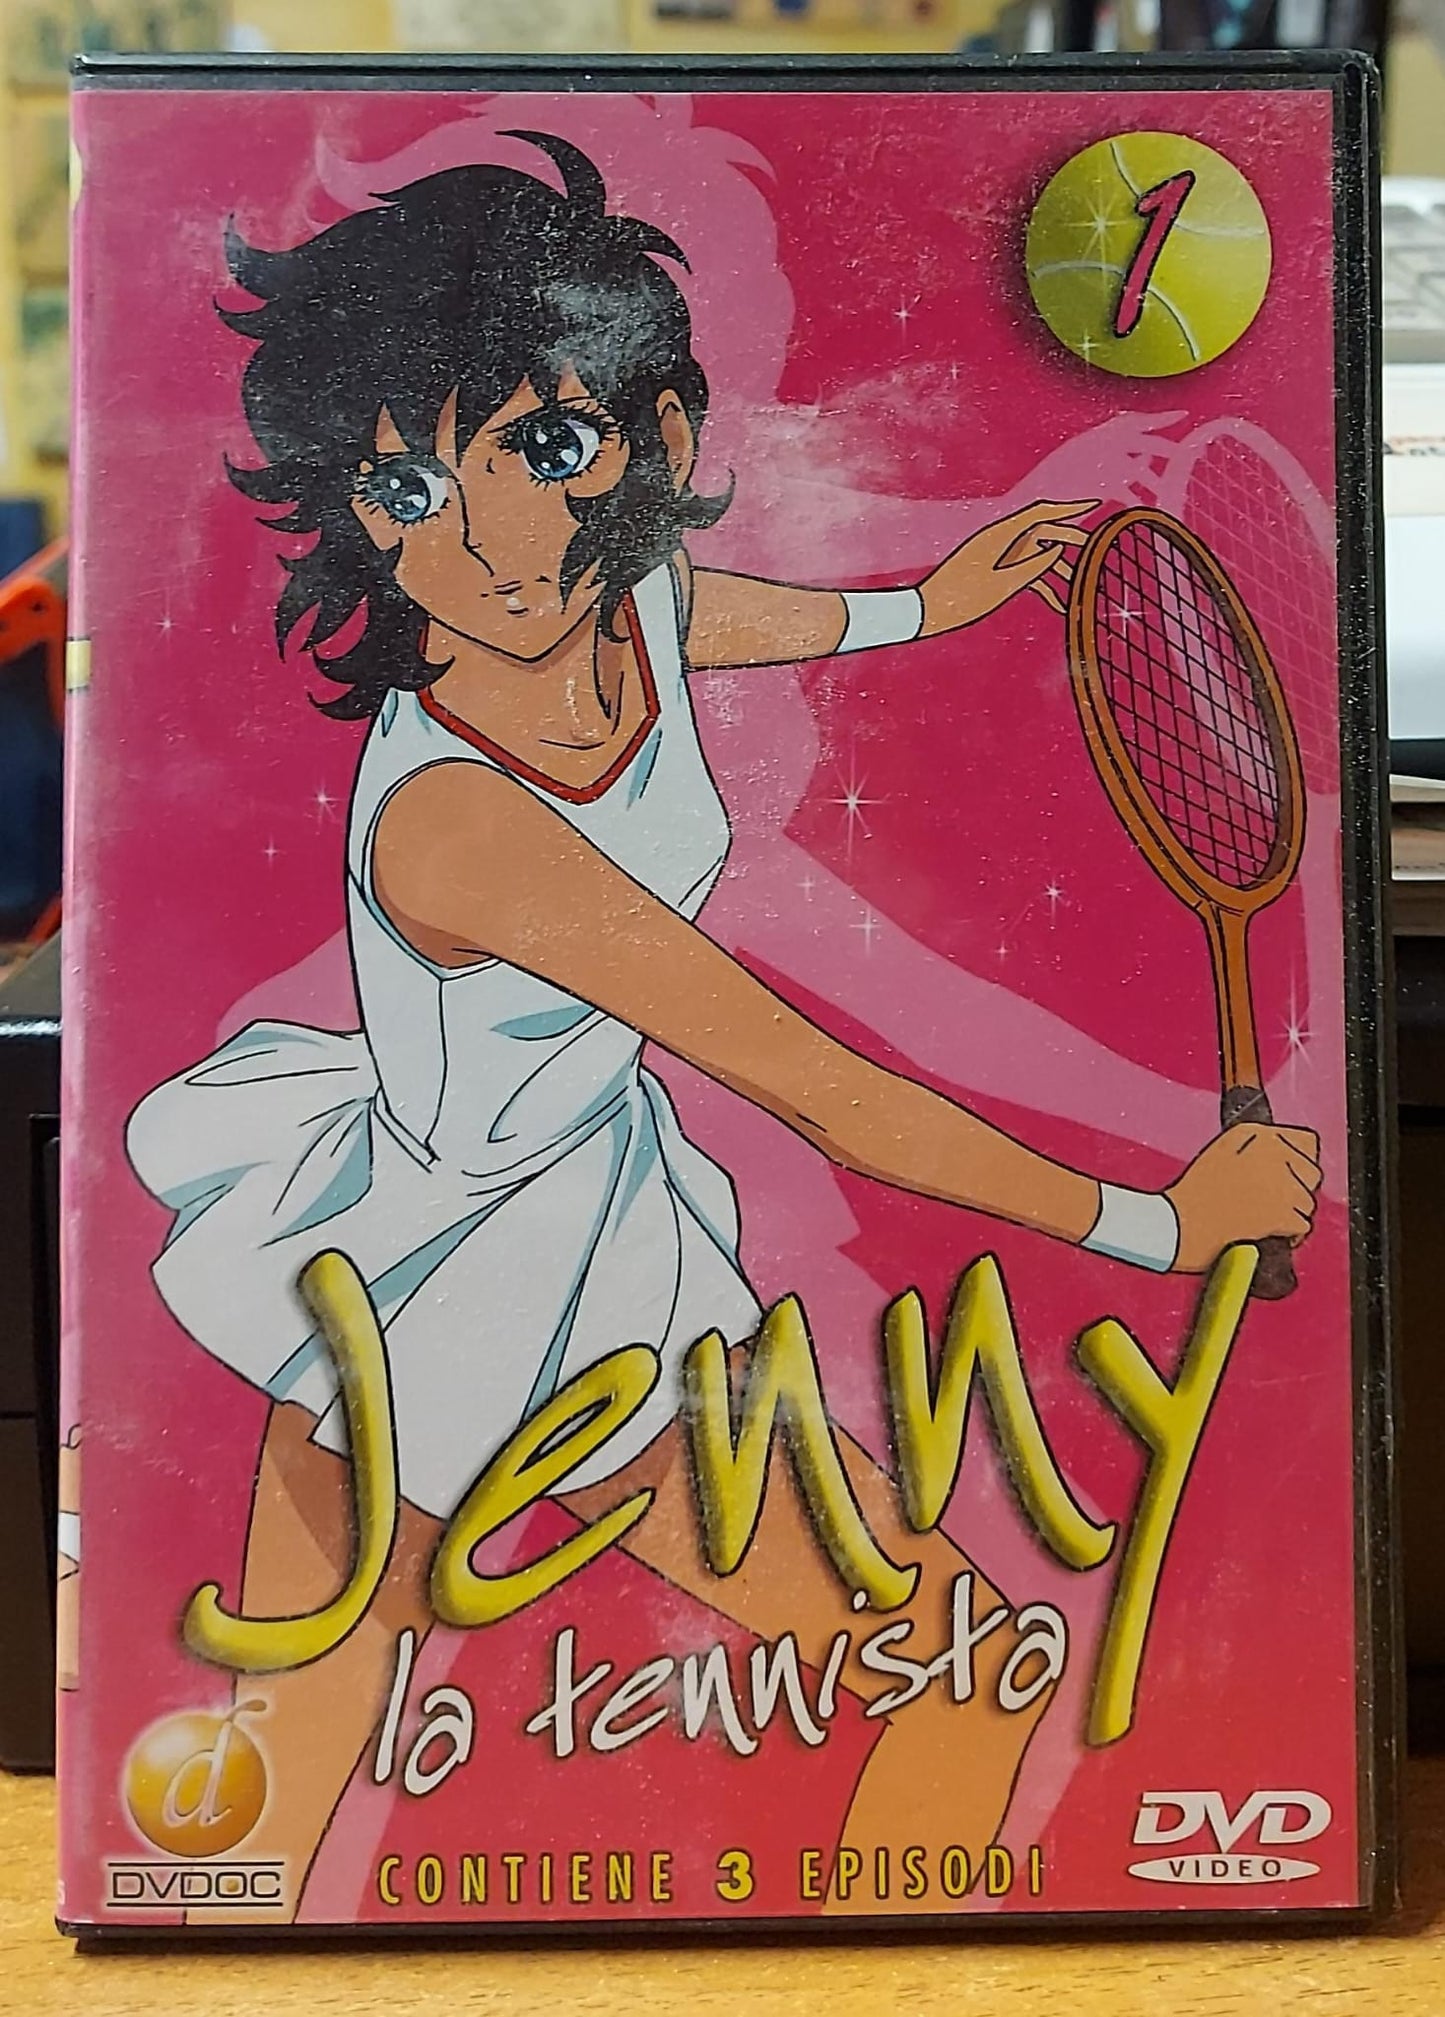 1
Jenny
la tennista
d
DVDOC
CONTIENE 3 EPISODI
DVD
VIDEO